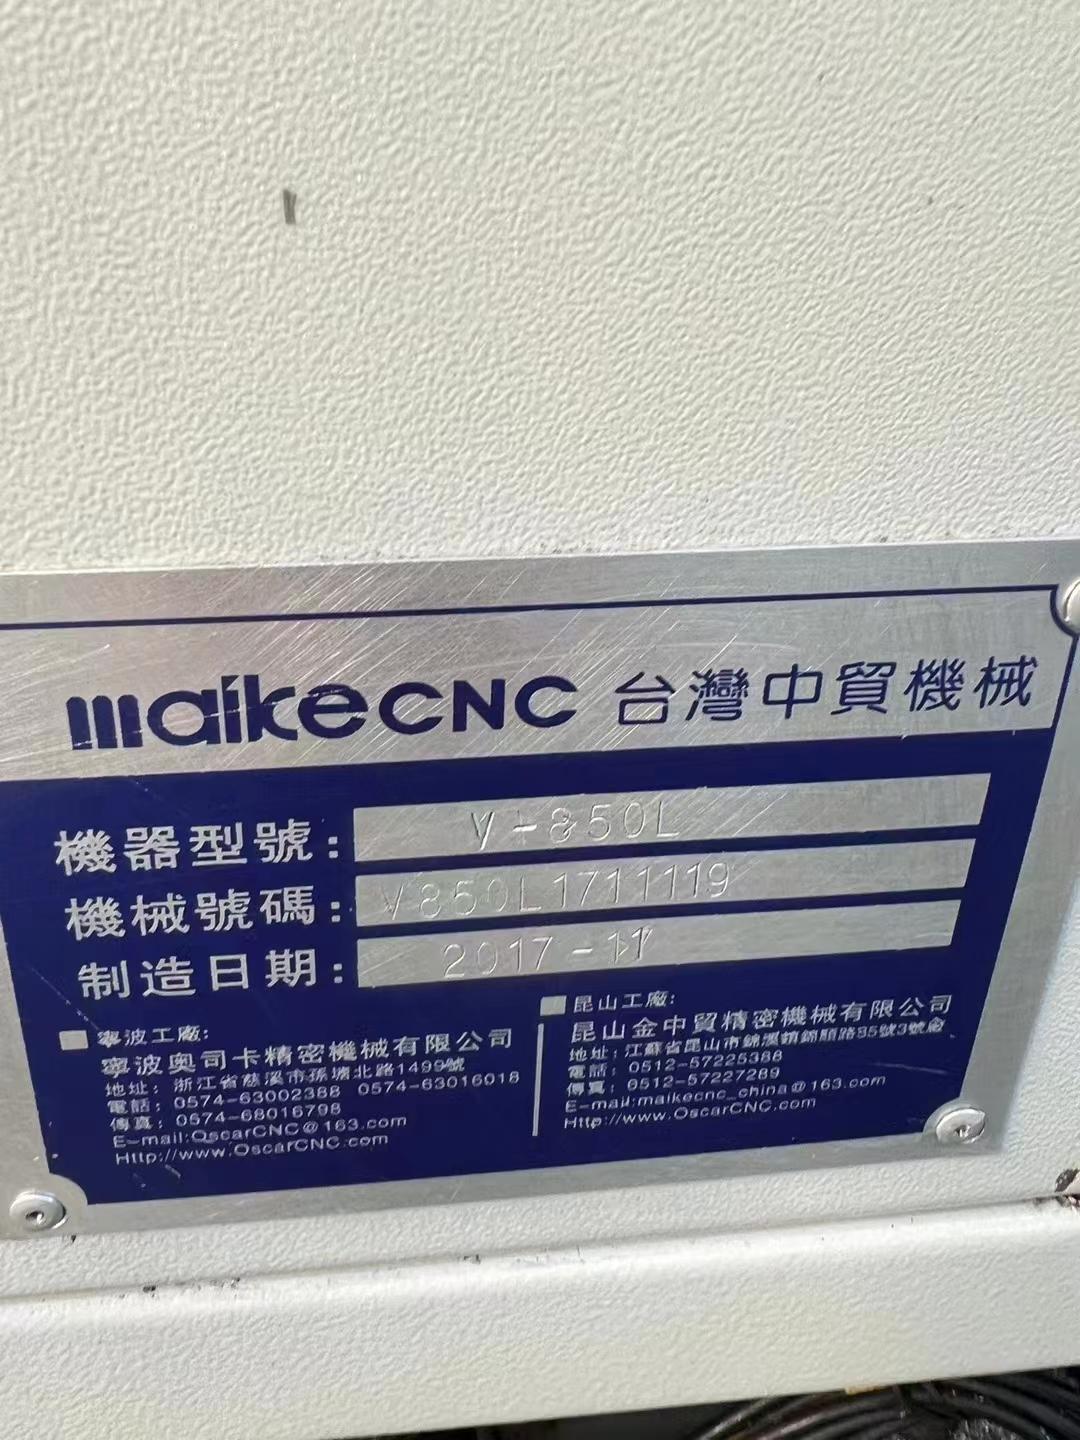 maikeCNC 台灣中貿機械
機器型號: V-850L
機械號碼: V850L1711119
制造日期: 2017-11
寧波工廠:
寧波奥司卡精密機械有限公司
地址: 浙江省慈溪市孫塘北路1499號
電話: 0574-63002388 0574-63016018
傳真: 0574-68016798
E-mail:OscarCNC@163.com
Http://www.OscarCNC.com
昆山工廠:
昆山金中貿精密機械有限公司
地址: 江蘇省昆山市錦溪鎮錦順路85號3號廠
電話: 0512-57225388
傳真: 0512-57227289
E-mail:maikecnc_china@163.com
Http://www.OscarCNC.com